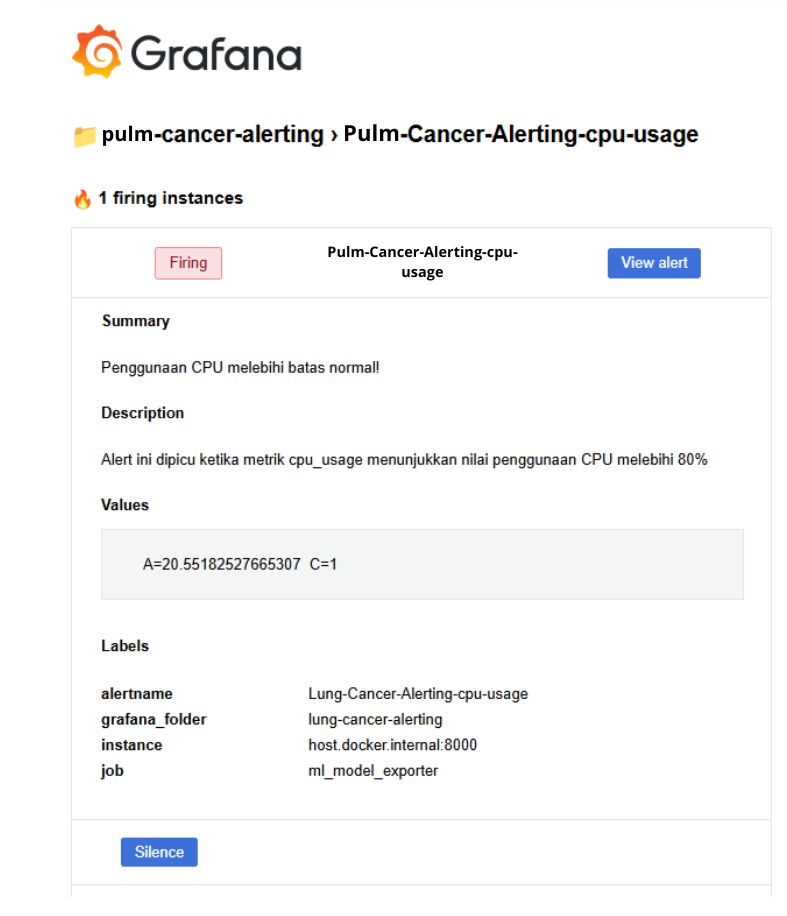 Grafana
pulm-cancer-alerting › Pulm-Cancer-Alerting-cpu-usage
1 firing instances
Firing
Pulm-Cancer-Alerting-cpu-
usage
View alert
Summary
Penggunaan CPU melebihi batas normal!
Description
Alert ini dipicu ketika metrik cpu_usage menunjukkan nilai penggunaan CPU melebihi 80%
Values
A=20.55182527665307 C=1
Labels
alertname Lung-Cancer-Alerting-cpu-usage
grafana_folder lung-cancer-alerting
instance host.docker.internal:8000
job ml_model_exporter
Silence